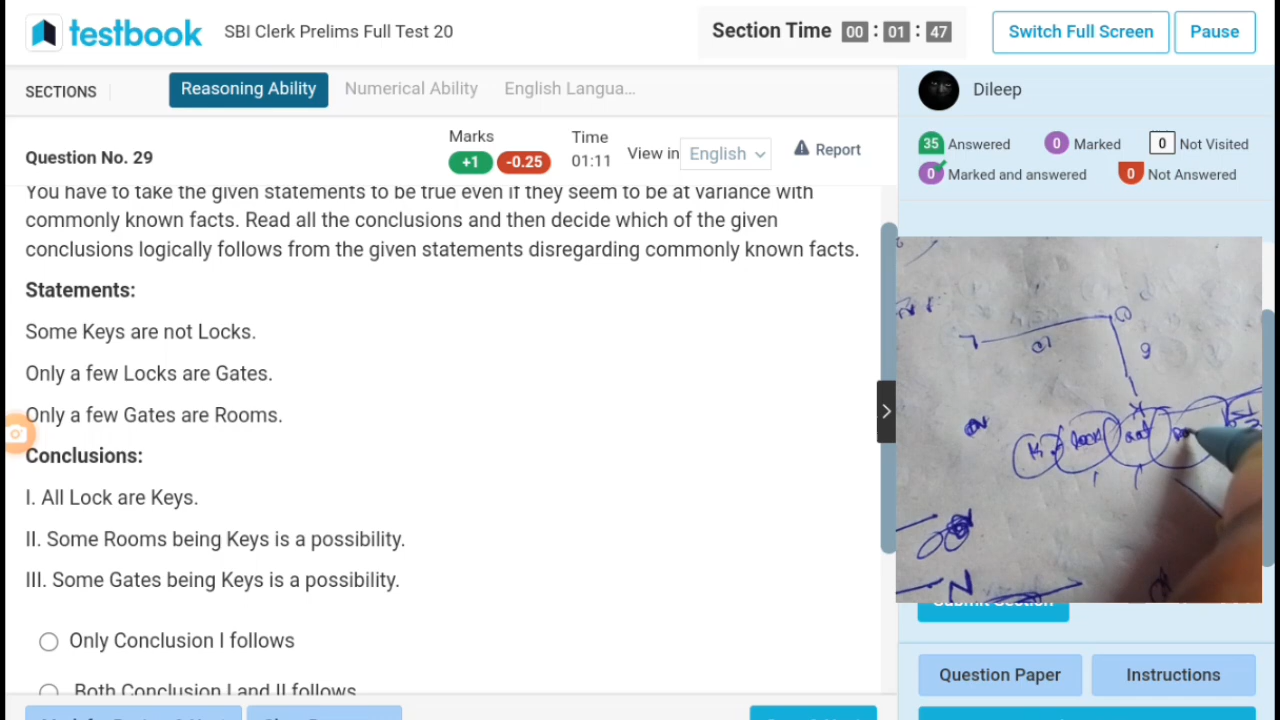 testbook
SBI Clerk Prelims Full Test 20
Section Time 00 : 01 : 47
Switch Full Screen
Pause
SECTIONS
Reasoning Ability
Numerical Ability
English Langua...
Dileep
Question No. 29
Marks
+1 -0.25
Time
01:11
View in English
Report
35 Answered
0 Marked
0 Not Visited
0 Marked and answered
0 Not Answered
You have to take the given statements to be true even if they seem to be at variance with
commonly known facts. Read all the conclusions and then decide which of the given
conclusions logically follows from the given statements disregarding commonly known facts.
Statements:
Some Keys are not Locks.
Only a few Locks are Gates.
Only a few Gates are Rooms.
Conclusions:
I. All Lock are Keys.
II. Some Rooms being Keys is a possibility.
III. Some Gates being Keys is a possibility.
Only Conclusion I follows
Both Conclusion I and II follows
Submit Section
Question Paper
Instructions